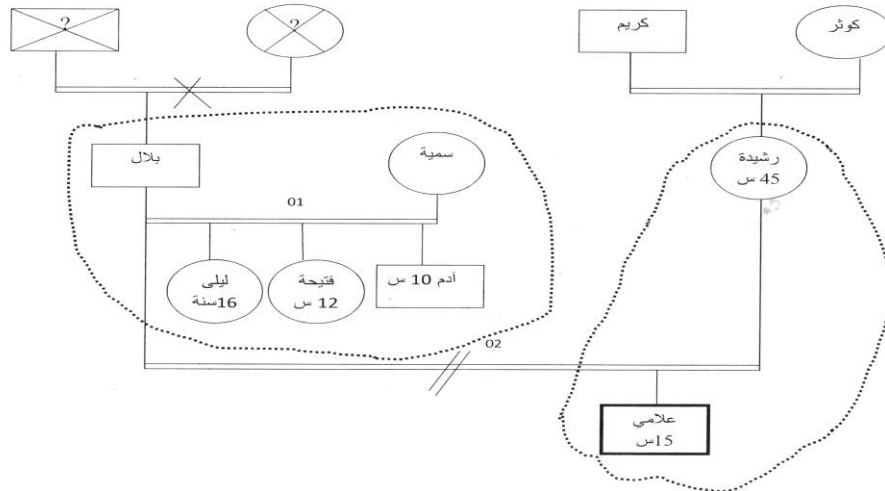 ?
?
كريم
كوثر
بلال
سمية
رشيدة
45 س
01
ليلى
16سنة
فتيحة
12 س
أدم 10 س
02
علامي
15س